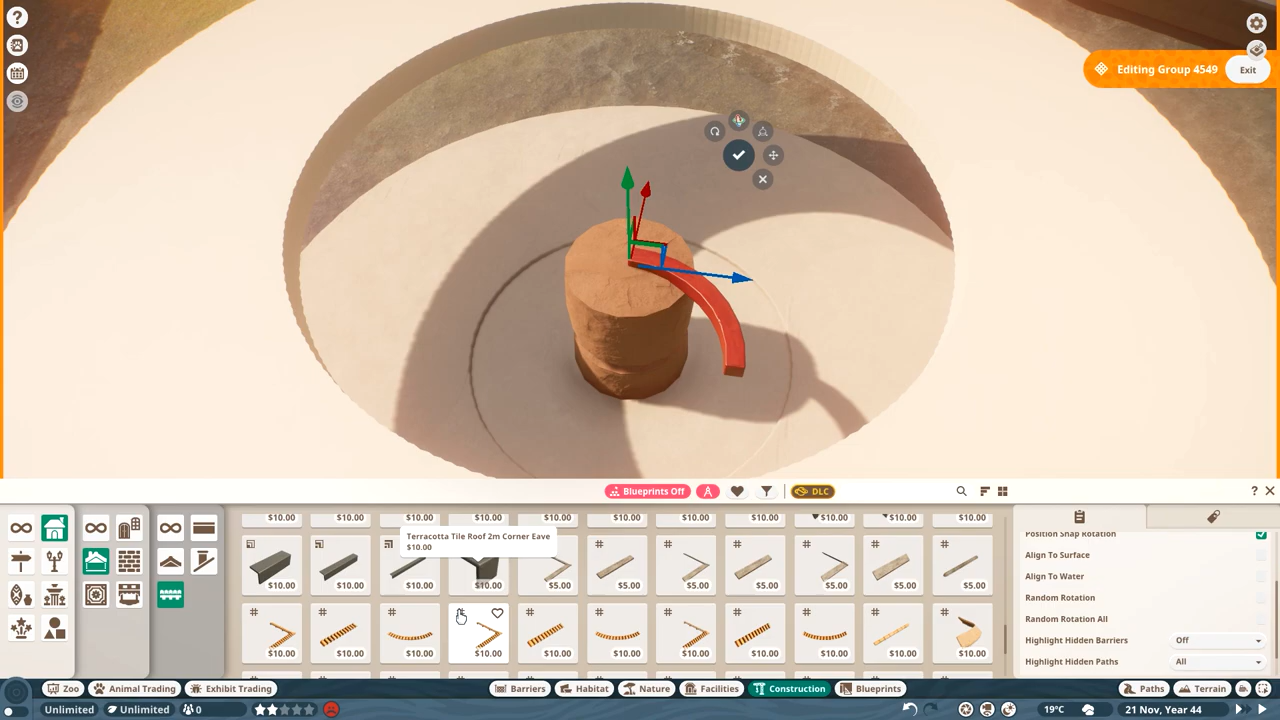 ?
Editing Group 4549
Exit
Blueprints Off
DLC
?
$10.00 $10.00 $10.00 $10.00 $10.00 $10.00 $10.00 $10.00 $10.00 $10.00 $10.00
Terracotta Tile Roof 2m Corner Eave
$10.00
$10.00 $10.00 $10.00 $10.00 $5.00 $5.00 $5.00 $5.00 $5.00 $5.00 $5.00
$10.00 $10.00 $10.00 $10.00 $10.00 $10.00 $10.00 $10.00 $10.00 $10.00 $10.00
Position Snap Rotation
Align To Surface
Align To Water
Random Rotation
Random Rotation All
Highlight Hidden Barriers Off
Highlight Hidden Paths All
Zoo Animal Trading Exhibit Trading Barriers Habitat Nature Facilities Construction Blueprints Paths Terrain
Unlimited Unlimited 0 19°C 21 Nov, Year 44